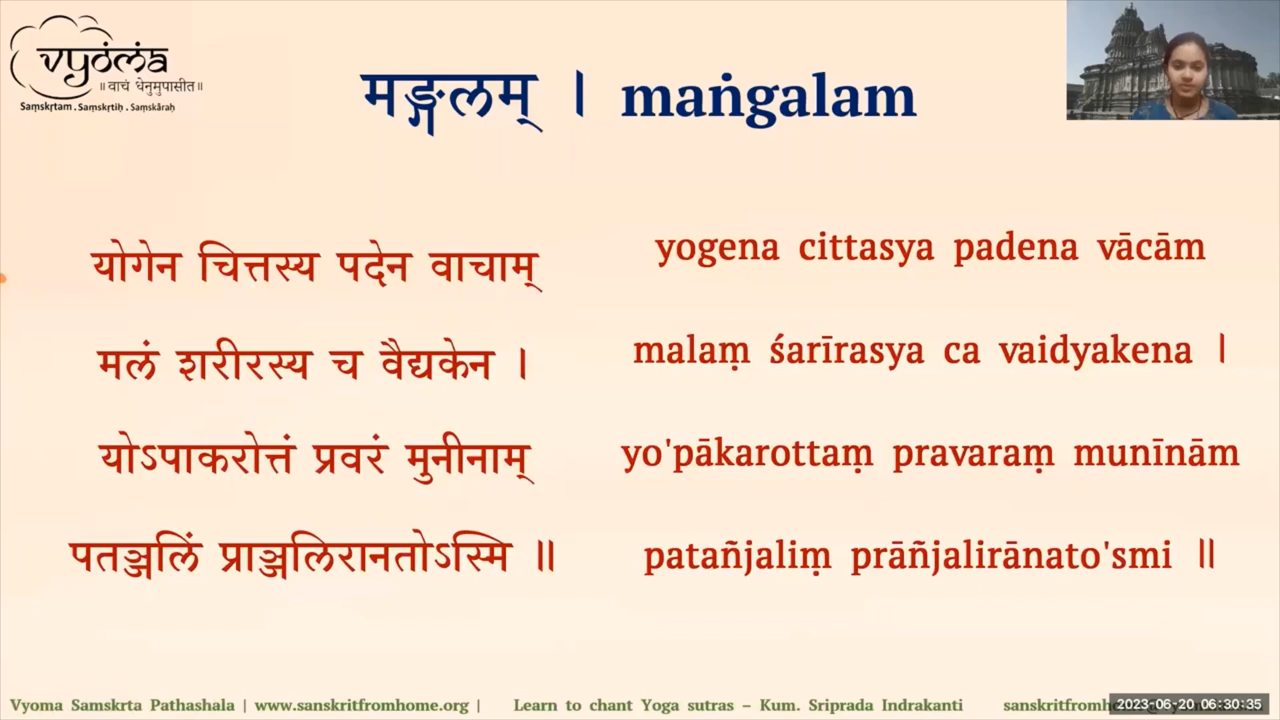 vyoma
॥वाचं धेनुमुपासीत॥
Saṃskṛtam . Saṃskṛtiḥ . Saṃskāraḥ
मङ्गलम् । maṅgalam
योगेन चित्तस्य पदेन वाचाम्
मलं शरीरस्य च वैद्यकेन ।
योऽपाकरोत्तं प्रवरं मुनीनाम्
पतञ्जलिं प्राञ्जलिरानतोऽस्मि ॥
yogena cittasya padena vācām
malaṃ śarīrasya ca vaidyakena ।
yo'pākarottaṃ pravaraṃ munīnām
patañjaliṃ prāñjalirānato'smi ॥
Vyoma Samskrta Pathashala | www.sanskritfromhome.org | Learn to chant Yoga sutras – Kum. Sriprada Indrakanti
2023-06-20 06:30:35